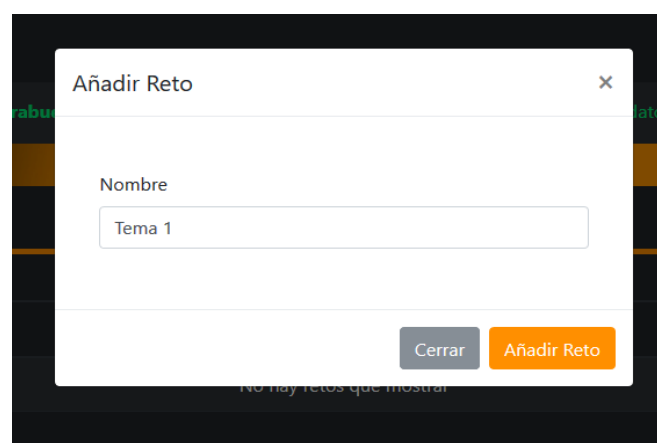 Añadir Reto
×
Nombre
Tema 1
Cerrar
Añadir Reto
No hay retos que mostrar